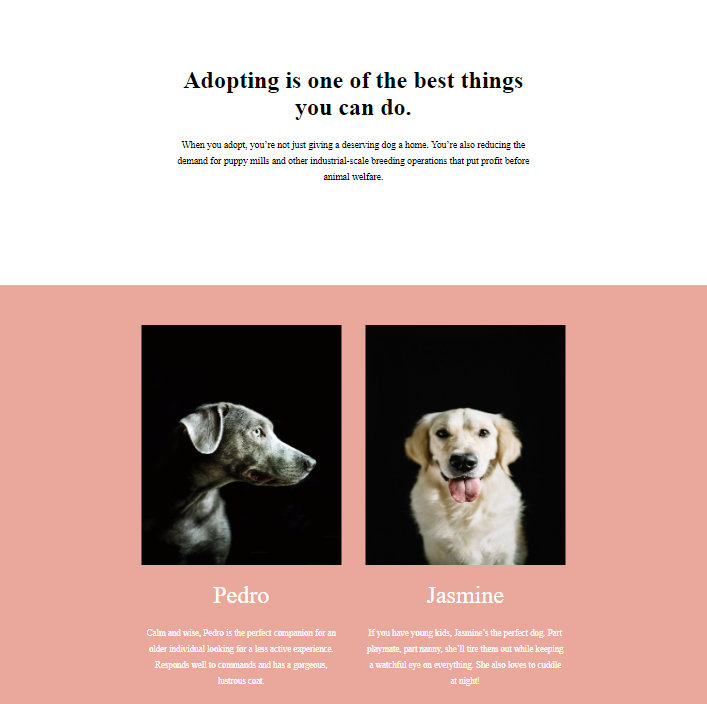 Adopting is one of the best things
you can do.
When you adopt, you're not just giving a deserving dog a home. You're also reducing the
demand for puppy mills and other industrial-scale breeding operations that put profit before
animal welfare.
Pedro
Calm and wise, Pedro is the perfect companion for an
older individual looking for a less active experience.
Responds well to commands and has a gorgeous,
lustrous coat.
Jasmine
If you have young kids, Jasmine's the perfect dog. Part
playmate, part nanny, she'll tire them out while keeping
a watchful eye on everything. She also loves to cuddle
at night!